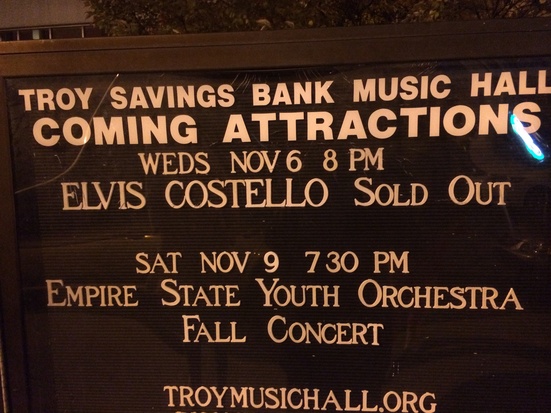 TROY SAVINGS BANK MUSIC HALL
COMING ATTRACTIONS
WEDS NOV 6 8 PM
ELVIS COSTELLO SOLD OUT
SAT NOV 9 7 30 PM
EMPIRE STATE YOUTH ORCHESTRA
FALL CONCERT
TROYMUSICHALL.ORG